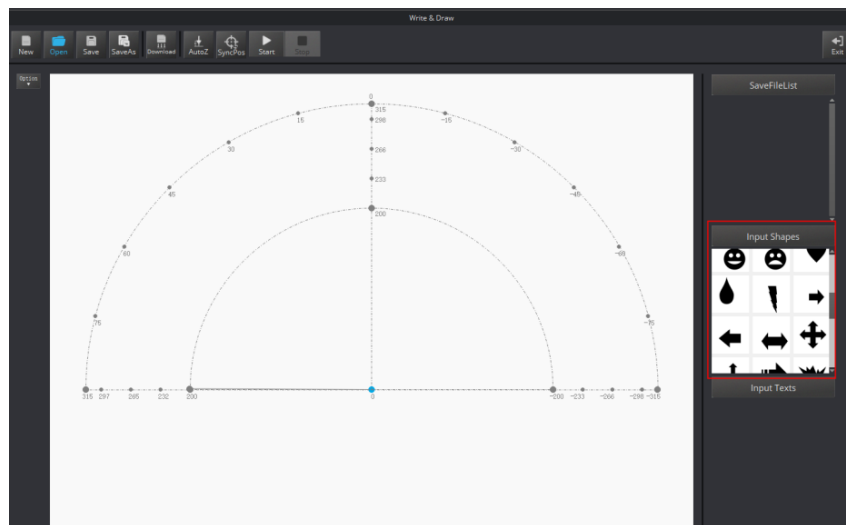 Write & Draw
New Open Save SaveAs Download AutoZ SyncPos Start Stop Exit
Option
SaveFileList
0
315
15 298 -15
30 266 -30
233
45 -45
200
Input Shapes
60 -60
75 -75
Input Texts
315 297 265 232 200 0 -200 -233 -266 -298 -315